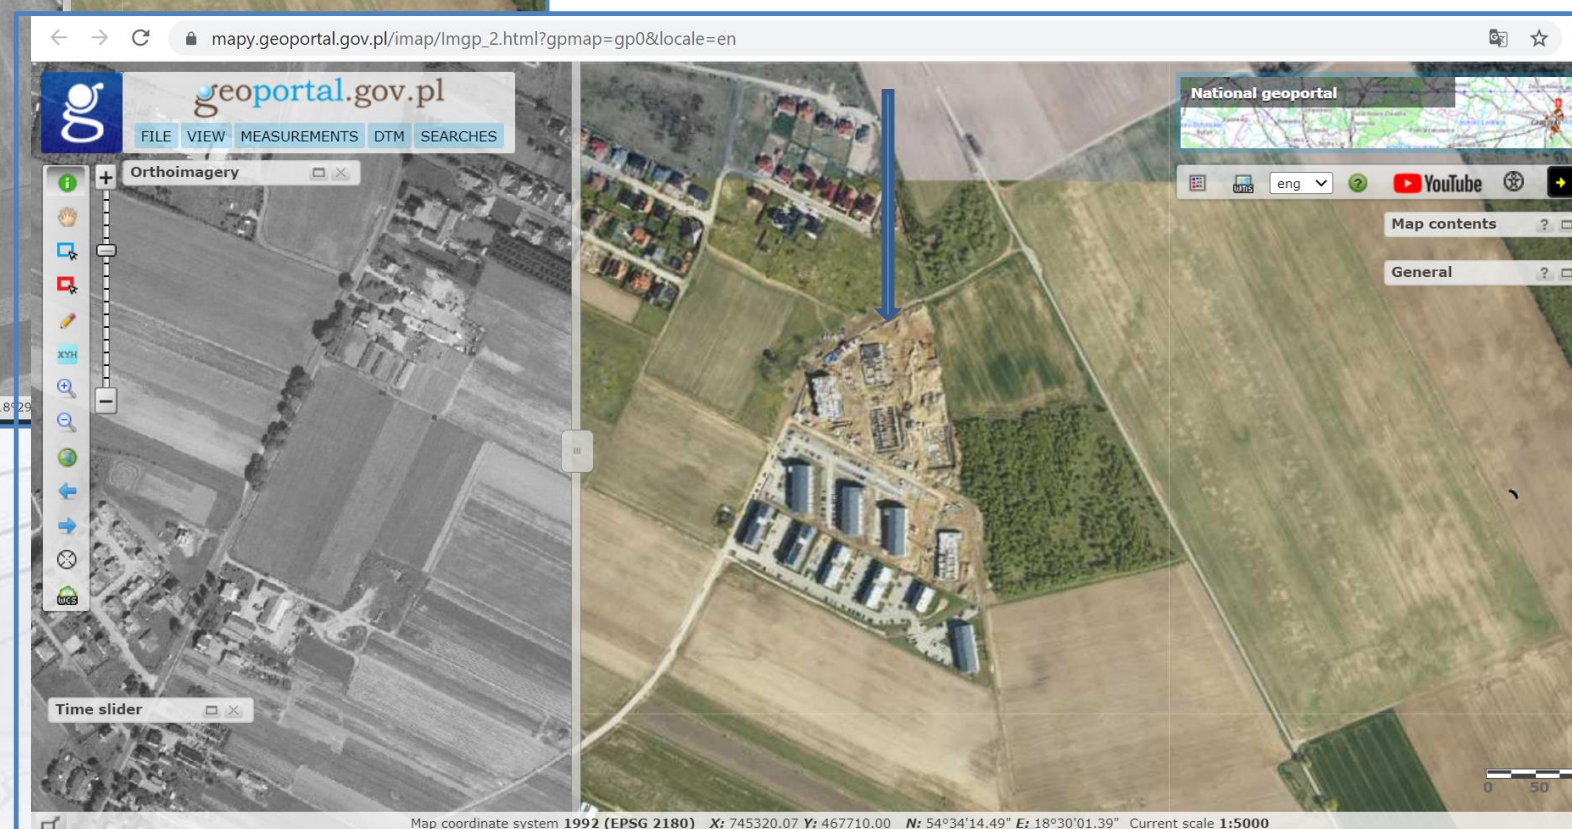 mapy.geoportal.gov.pl/imap/Imgp_2.html?gpmap=gp0&locale=en
geoportal.gov.pl
FILE VIEW MEASUREMENTS DTM SEARCHES
National geoportal
Orthoimagery
eng
YouTube
WMS
Map contents
General
XYH
WCS
Time slider
0 50
Map coordinate system 1992 (EPSG 2180) X: 745320.07 Y: 467710.00 N: 54°34'14.49" E: 18°30'01.39" Current scale 1:5000